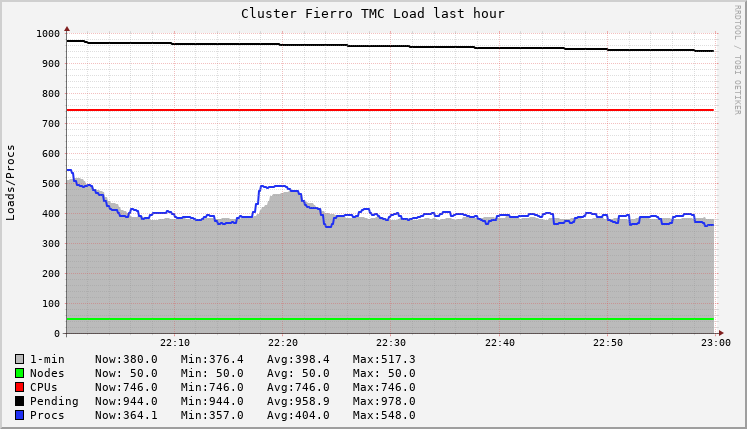 Cluster Fierro TMC Load last hour
RRDTOOL / TOBI OETIKER
Loads/Procs
1000
900
800
700
600
500
400
300
200
100
0
22:10 22:20 22:30 22:40 22:50 23:00
1-min Now:380.0 Min:376.4 Avg:398.4 Max:517.3
Nodes Now: 50.0 Min: 50.0 Avg: 50.0 Max: 50.0
CPUs Now:746.0 Min:746.0 Avg:746.0 Max:746.0
Pending Now:944.0 Min:944.0 Avg:958.9 Max:978.0
Procs Now:364.1 Min:357.0 Avg:404.0 Max:548.0